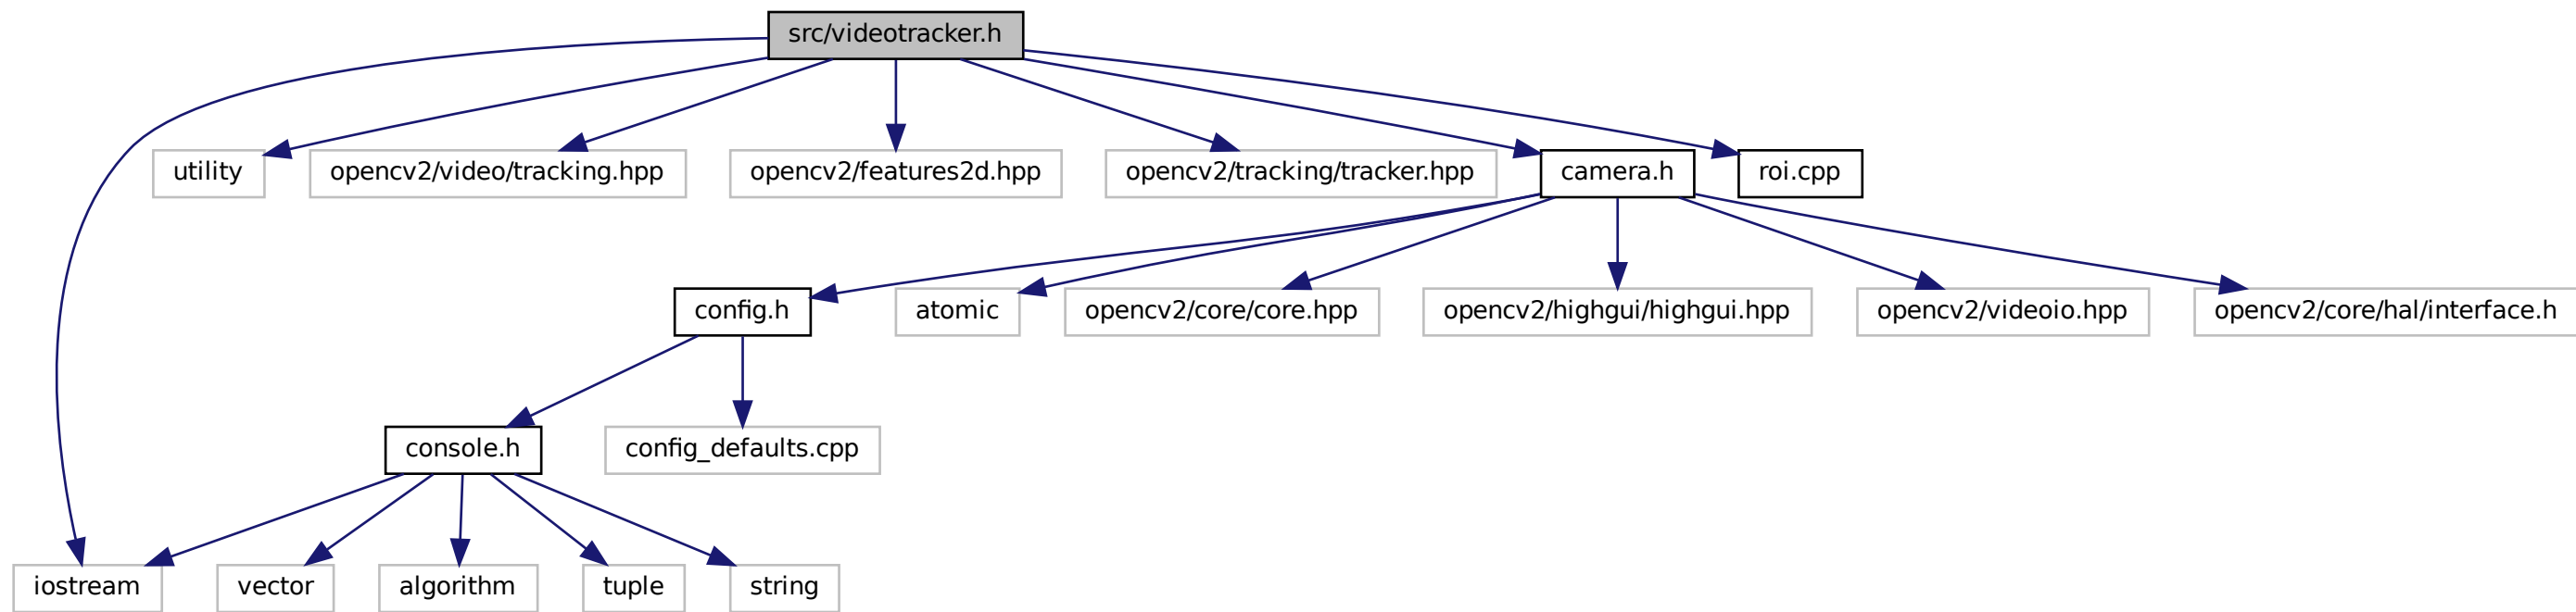 src/videotracker.h
utility
opencv2/video/tracking.hpp
opencv2/features2d.hpp
opencv2/tracking/tracker.hpp
camera.h
roi.cpp
config.h
atomic
opencv2/core/core.hpp
opencv2/highgui/highgui.hpp
opencv2/videoio.hpp
opencv2/core/hal/interface.h
console.h
config_defaults.cpp
iostream
vector
algorithm
tuple
string